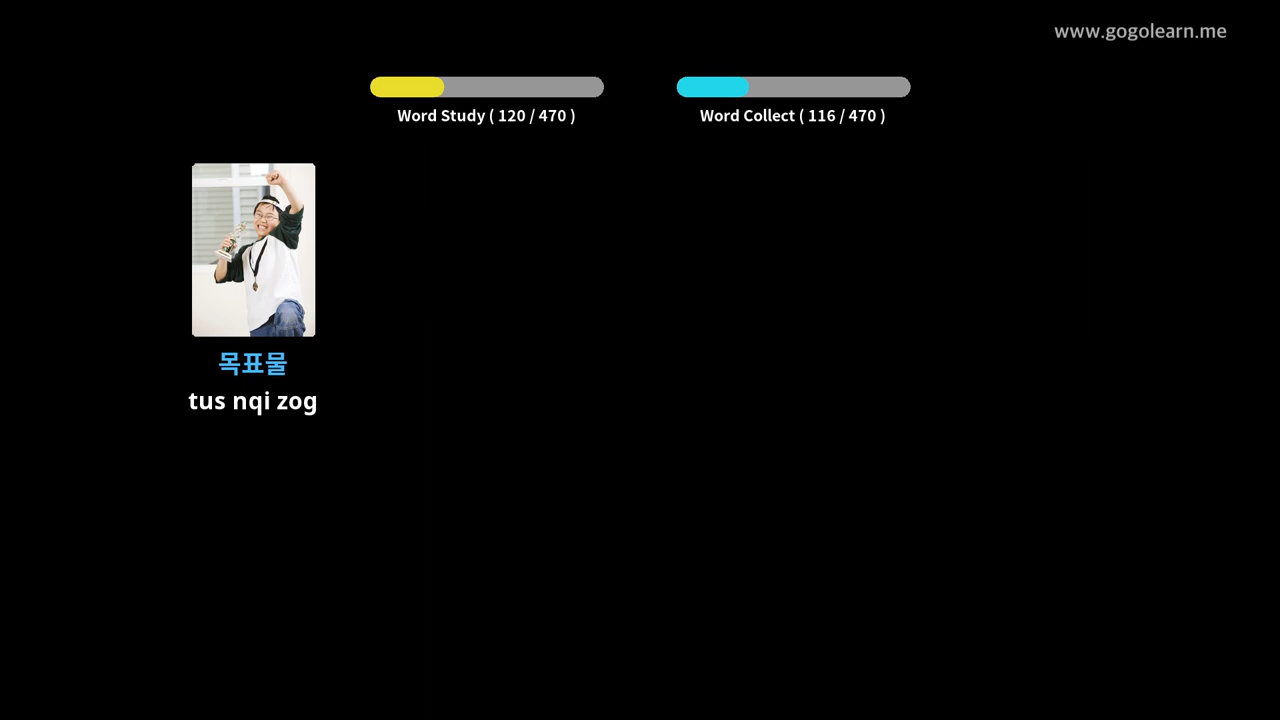 www.gogolearn.me
Word Study ( 120 / 470 )
Word Collect ( 116 / 470 )
목표물
tus nqi zog